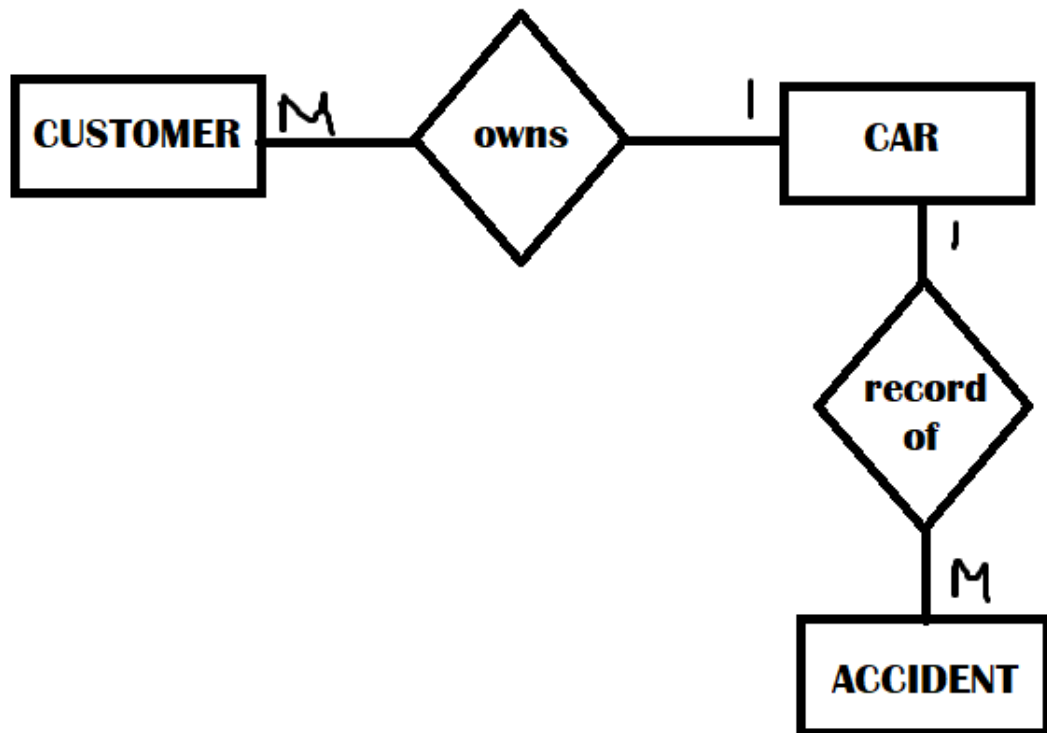 CUSTOMER
M
owns
1
CAR
1
record
of
M
ACCIDENT